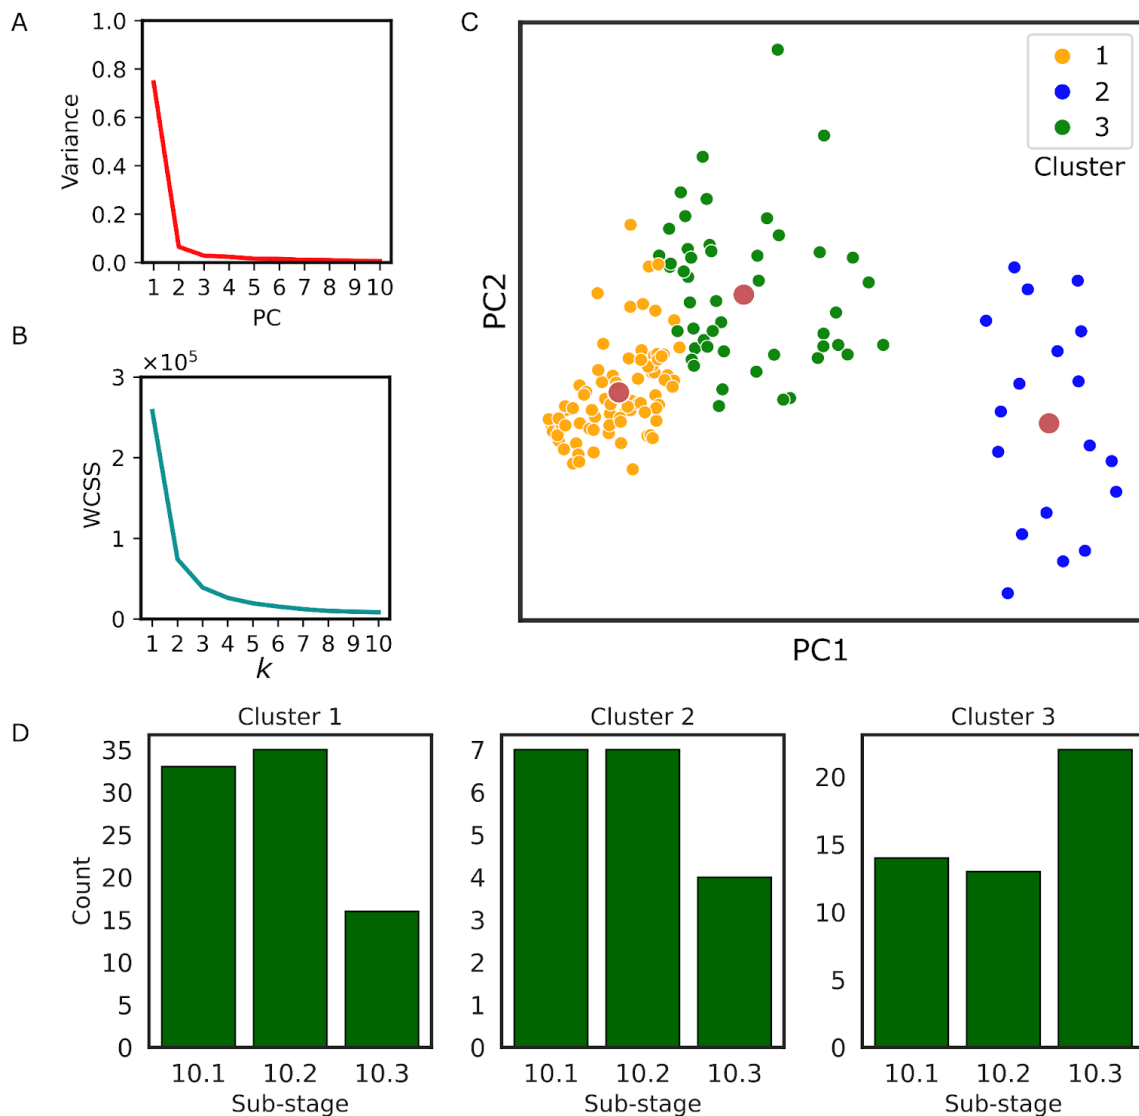 A
1.0
0.8
0.6
0.4
0.2
0.0
Variance
1 2 3 4 5 6 7 8 9 10
PC
B
×10⁵
3
2
1
0
WCSS
1 2 3 4 5 6 7 8 9 10
k
C
1
2
3
Cluster
PC2
PC1
D
Cluster 1
35
30
25
20
15
10
5
0
Count
10.1 10.2 10.3
Sub-stage
Cluster 2
7
6
5
4
3
2
1
0
10.1 10.2 10.3
Sub-stage
Cluster 3
20
15
10
5
0
10.1 10.2 10.3
Sub-stage